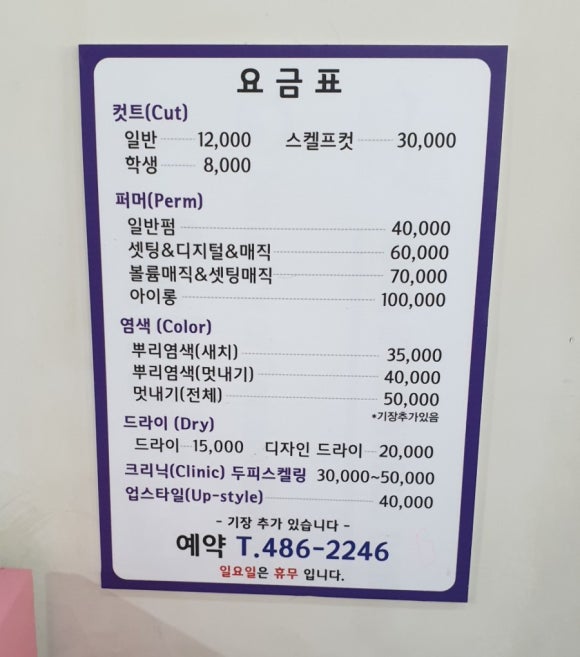 요금표
컷트(Cut)
일반 12,000 스켈프컷 30,000
학생 8,000
퍼머(Perm)
일반펌 40,000
셋팅&디지털&매직 60,000
볼륨매직&셋팅매직 70,000
아이롱 100,000
염색 (Color)
뿌리염색(새치) 35,000
뿌리염색(멋내기) 40,000
멋내기(전체) 50,000
*기장추가있음
드라이 (Dry)
드라이 15,000 디자인 드라이 20,000
크리닉(Clinic) 두피스켈링 30,000~50,000
업스타일(Up-style) 40,000
- 기장 추가 있습니다 -
예약 T.486-2246
일요일은 휴무 입니다.